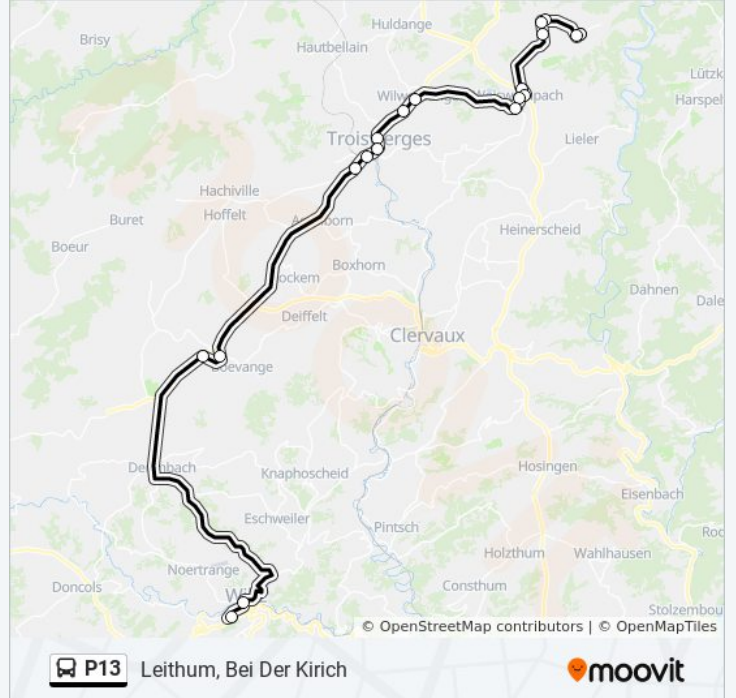 Huldange
Brisy
Hautbellain
Lützk
Harspel
Troisvierges
Lieler
Hachiville
Hoffelt
Buret
Heinerscheid
Boeur
Boxhorn
Dahnen
Dale
Deiffelt
Clervaux
Knaphoscheid
Hosingen
Eisenbach
Eschweiler
Pintsch
Roc
Holzthum
Wahlhausen
Noertrange
Doncols
Consthum
Stolzembou
© OpenStreetMap contributors | © OpenMapTiles
P13 Leithum, Bei Der Kirich
moovit